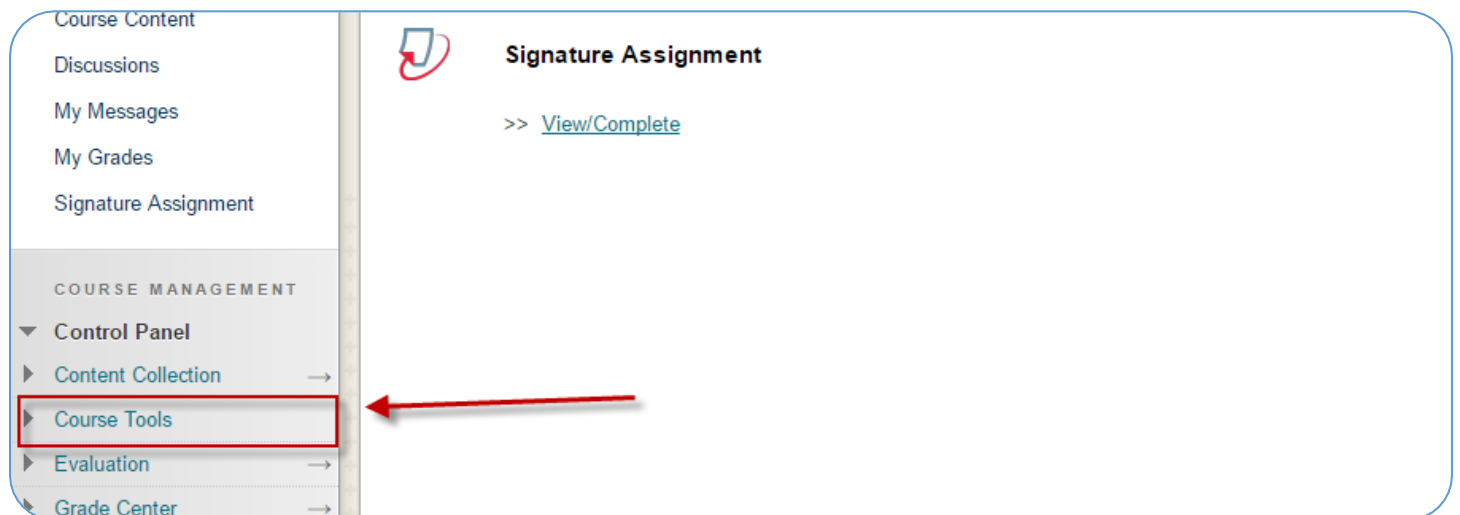 Course Content
Discussions
My Messages
My Grades
Signature Assignment
COURSE MANAGEMENT
Control Panel
Content Collection →
Course Tools
Evaluation →
Grade Center →
Signature Assignment
>> View/Complete